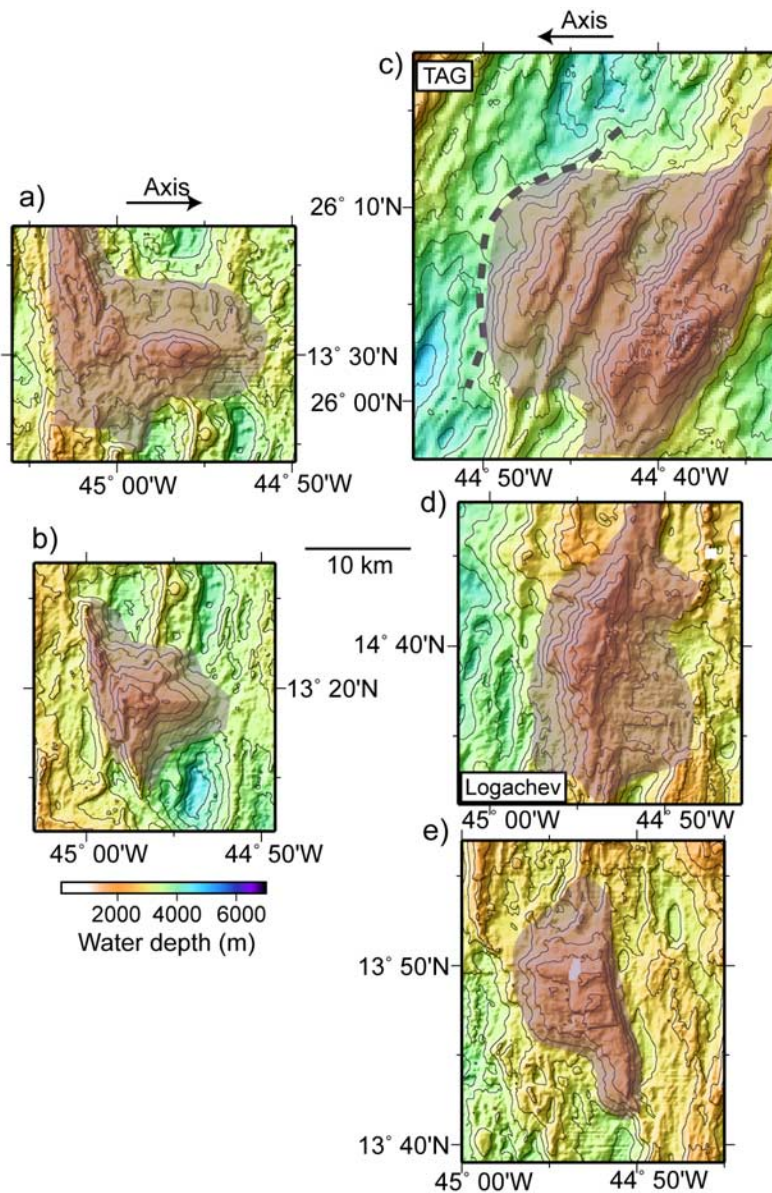 Axis
c)
TAG
a)
Axis
26° 10'N
13° 30'N
26° 00'N
45° 00'W
44° 50'W
44° 50'W
44° 40'W
b)
10 km
d)
14° 40'N
13° 20'N
Logachev
45° 00'W
44° 50'W
45° 00'W
44° 50'W
e)
2000 4000 6000
Water depth (m)
13° 50'N
13° 40'N
45° 00'W
44° 50'W